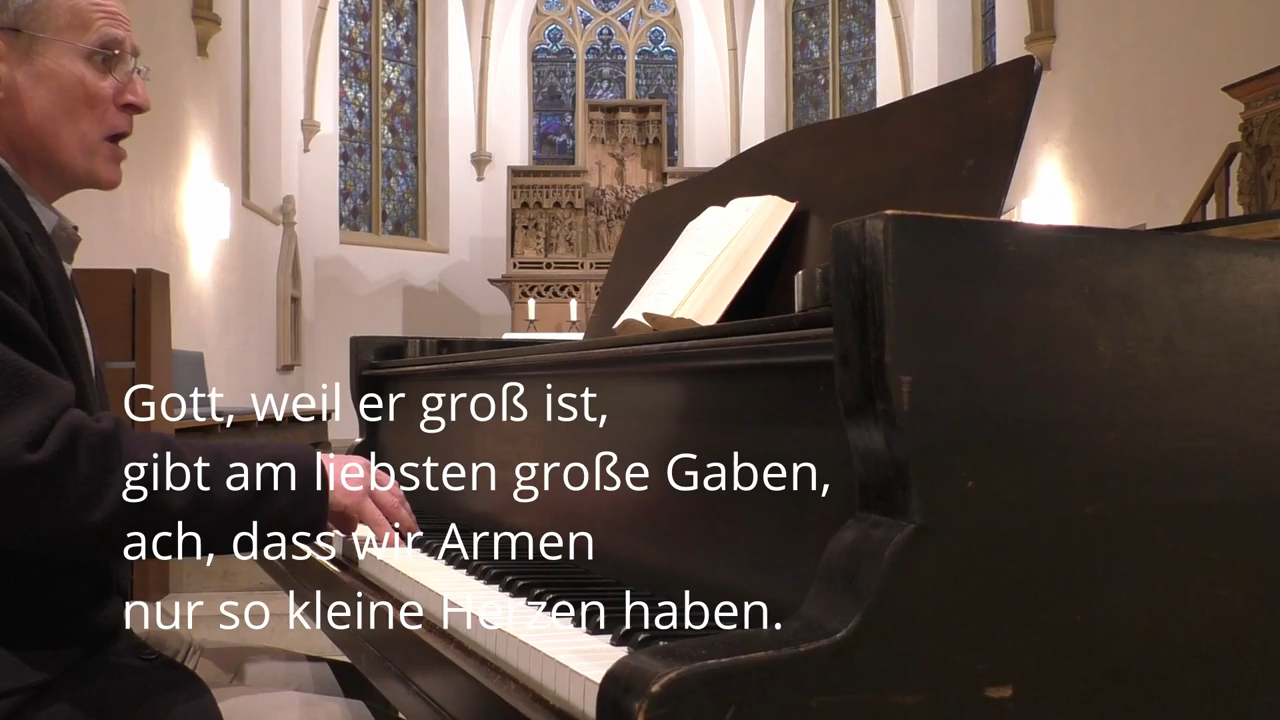 Gott, weil er groß ist,
gibt am liebsten große Gaben,
ach, dass wir Armen
nur so kleine Herzen haben.